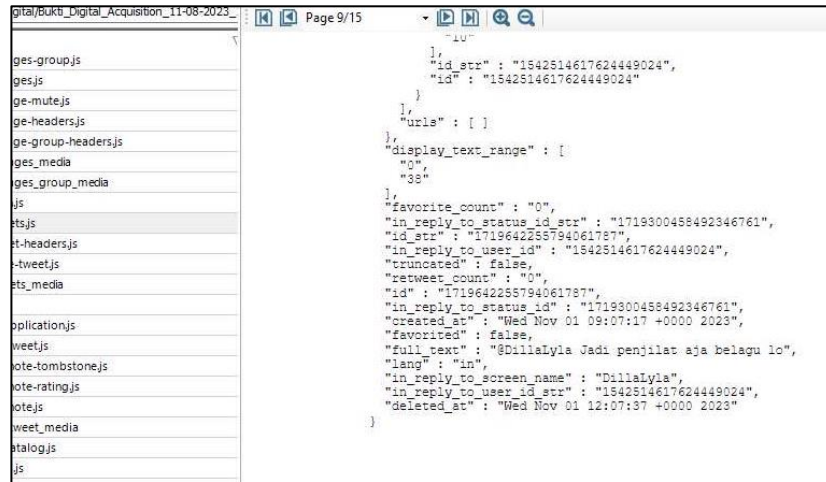 gital/Bukti_Digital_Acquisition_11-08-2023_
Page 9/15
ges-group.js
ges.js
ge-mute.js
ge-headers.js
ge-group-headers.js
ges_media
ges_group_media
.js
ets.js
et-headers.js
e-tweet.js
ets_media
pplication.js
weet.js
note-tombstone.js
note-rating.js
note.js
weet_media
atalog.js
.js
"10"
],
"id_str" : "1542514617624449024",
"id" : "1542514617624449024"
}
],
"urls" : [ ]
},
"display_text_range" : [
"0",
"38"
],
"favorite_count" : "0",
"in_reply_to_status_id_str" : "1719300458492346761",
"id_str" : "1719642255794061787",
"in_reply_to_user_id" : "1542514617624449024",
"truncated" : false,
"retweet_count" : "0",
"id" : "1719642255794061787",
"in_reply_to_status_id" : "1719300458492346761",
"created_at" : "Wed Nov 01 09:07:17 +0000 2023",
"favorited" : false,
"full_text" : "@DillaLyla Jadi penjilat aja belagu lo",
"lang" : "in",
"in_reply_to_screen_name" : "DillaLyla",
"in_reply_to_user_id_str" : "1542514617624449024",
"deleted_at" : "Wed Nov 01 12:07:37 +0000 2023"
}